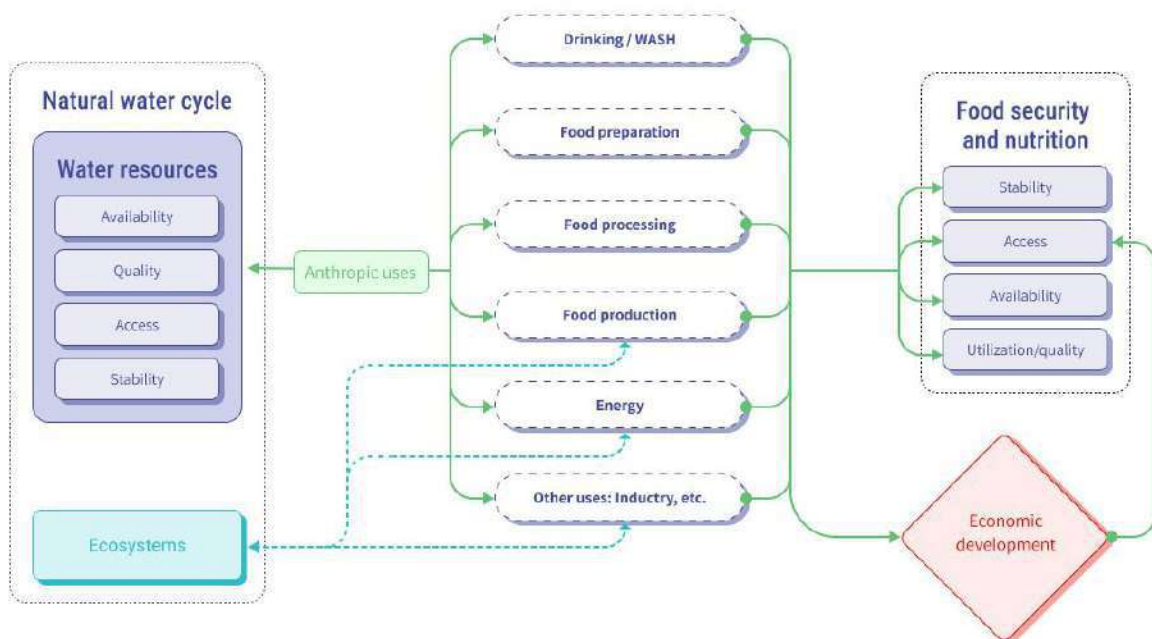 Natural water cycle
Water resources
Availability
Quality
Access
Stability
Ecosystems
Anthropic uses
Drinking / WASH
Food preparation
Food processing
Food production
Energy
Other uses: Inductry, etc.
Food security
and nutrition
Stability
Access
Availability
Utilization/quality
Economic
development